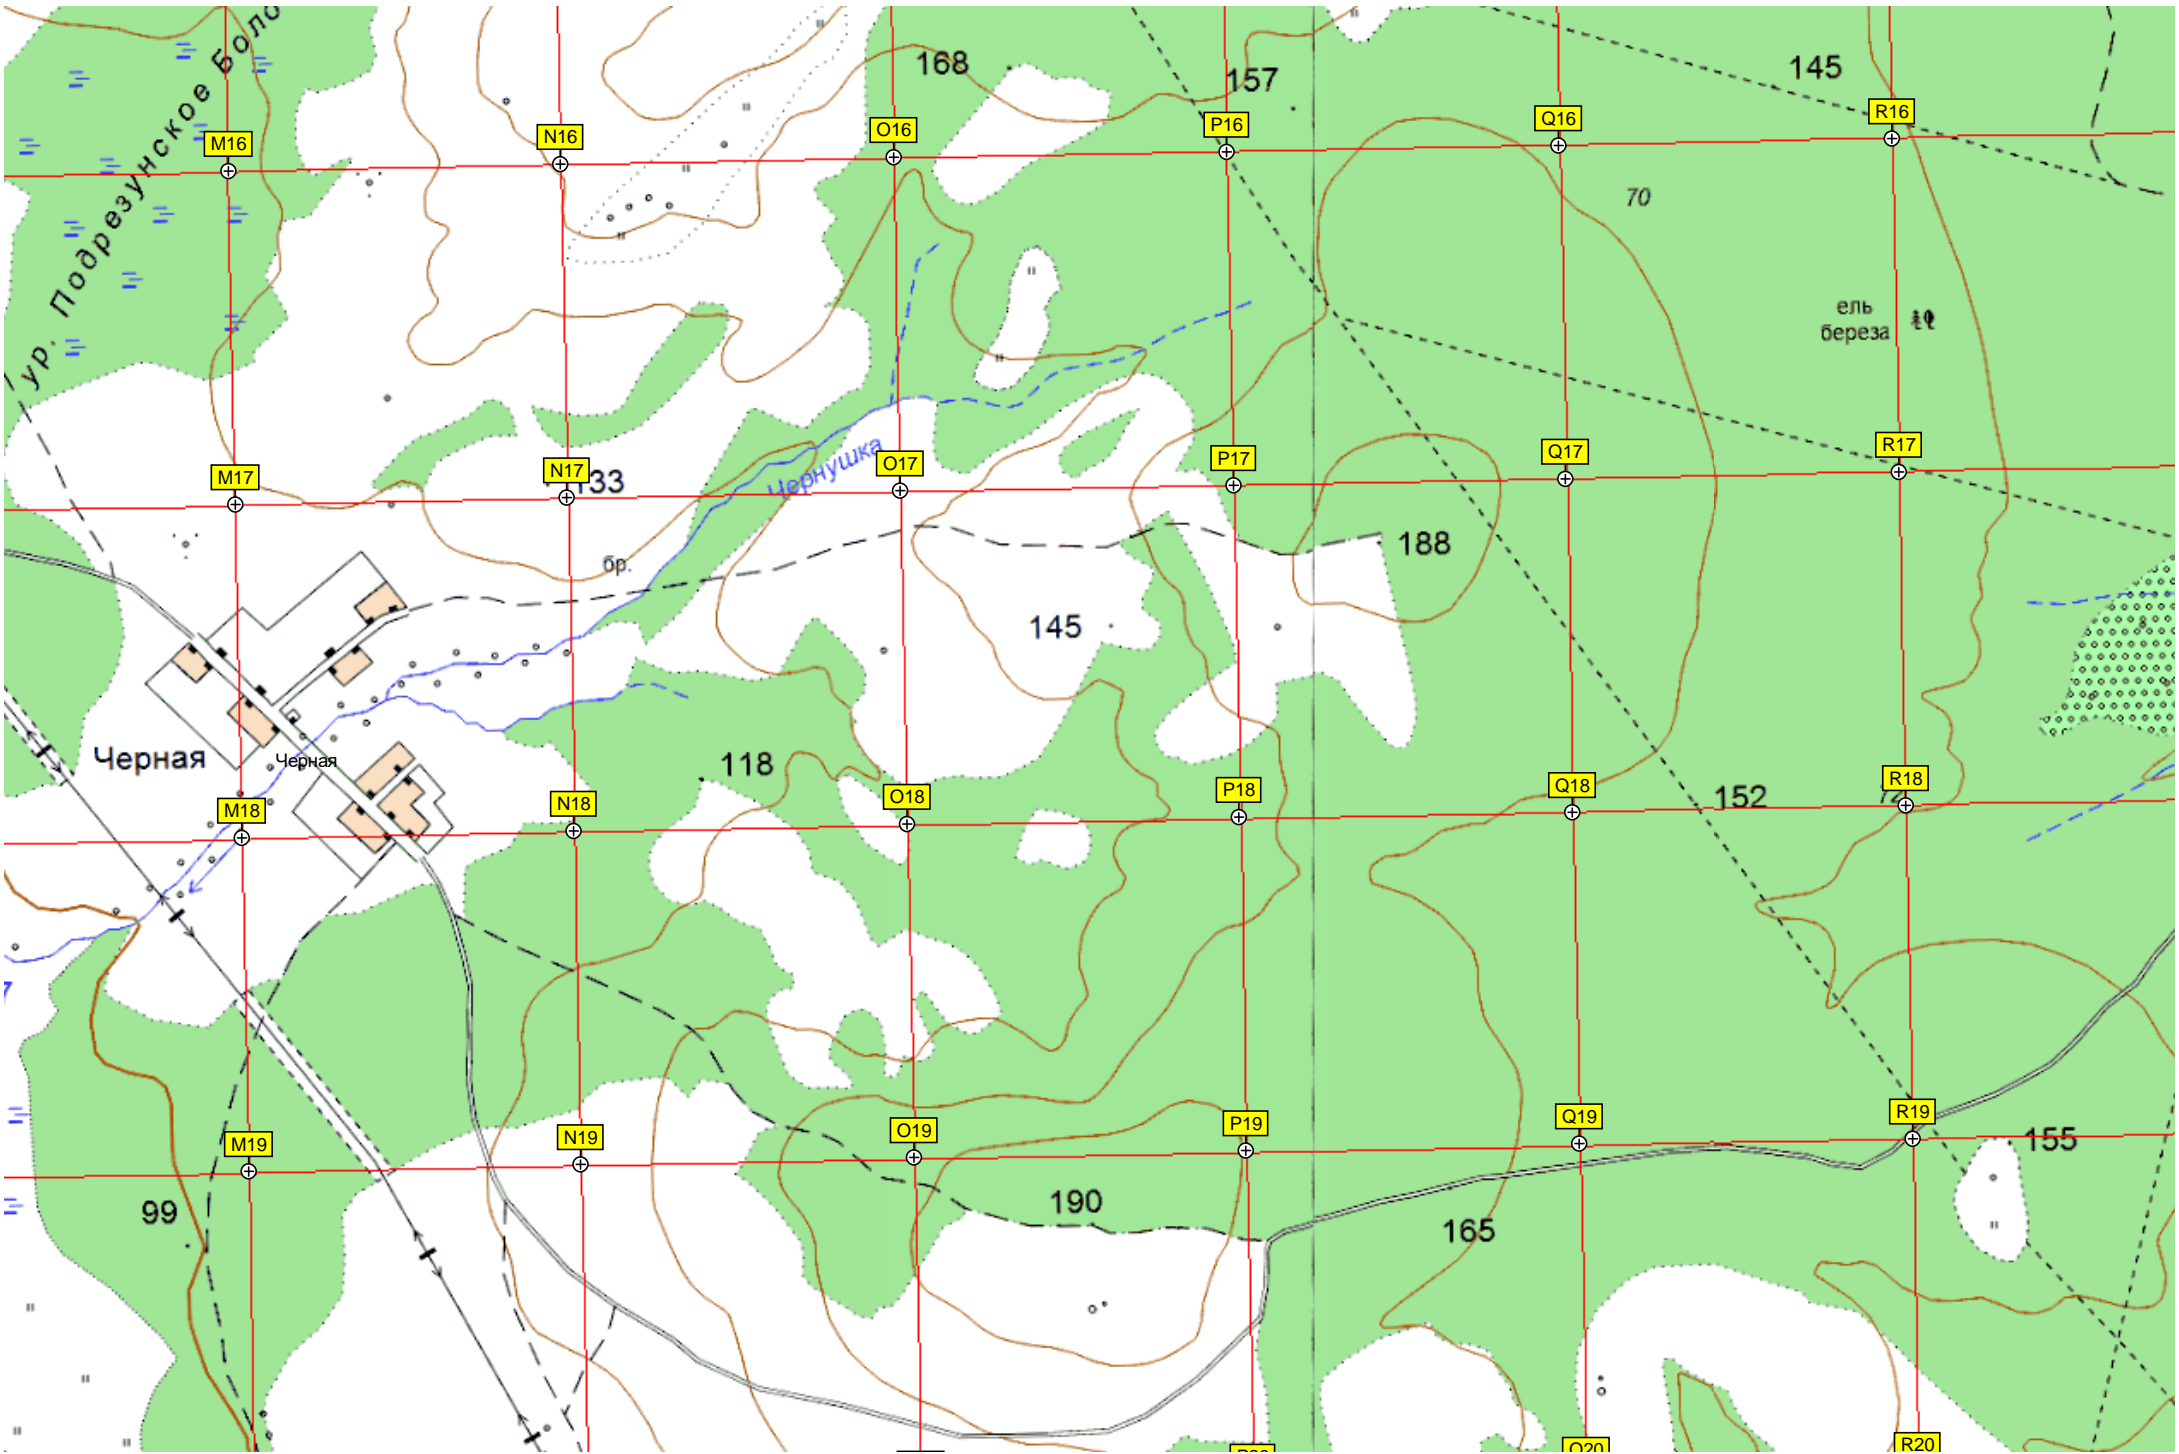 ур. Подрезунское Боло
168
157
145
M16
N16
O16
P16
Q16
R16
70
ель
береза
M17
N17
133
Чернушка
O17
P17
Q17
R17
бр.
188
145
Черная
Черная
118
M18
N18
O18
P18
Q18
152
R18
M19
N19
O19
P19
Q19
R19
155
99
190
165
Q20
R20